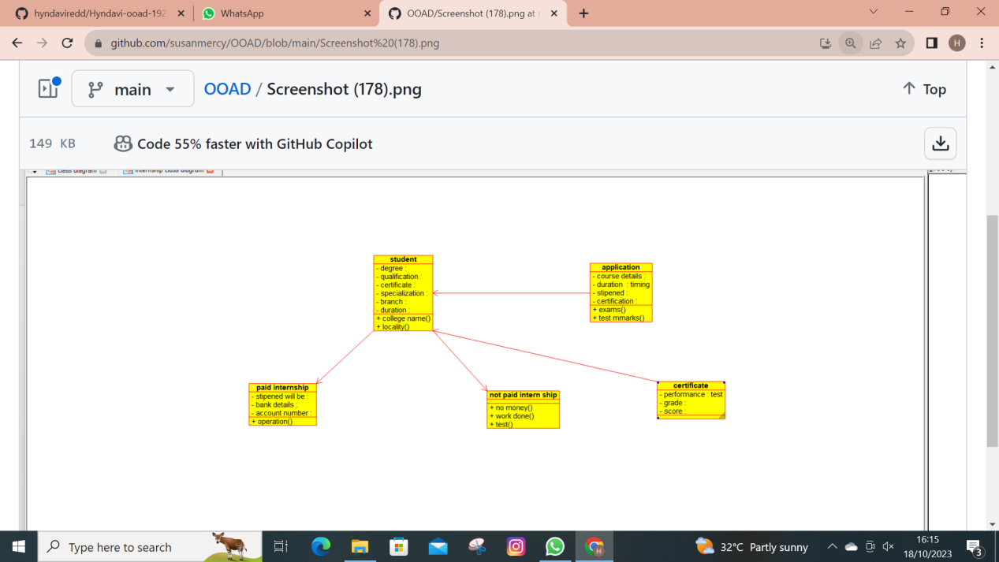 hyndaviredd/Hyndavi-ooad-192
WhatsApp
OOAD/Screenshot (178).png at
github.com/susanmercy/OOAD/blob/main/Screenshot%20(178).png
H
main
OOAD / Screenshot (178).png
Top
149 KB
Code 55% faster with GitHub Copilot
class diagram
internship class diagram
student
- degree :
- qualification :
- certificate :
- specialization :
- branch :
- duration :
+ college name()
+ locality()
application
- course details :
- duration : timing
- stipened :
- certification :
+ exams()
+ test mmarks()
paid internship
- stipened will be :
- bank details :
- account number :
+ operation()
not paid intern ship
+ no money()
+ work done()
+ test()
certificate
- performance : test
- grade :
- score :
Type here to search
H
32°C Partly sunny
16:15
18/10/2023
3